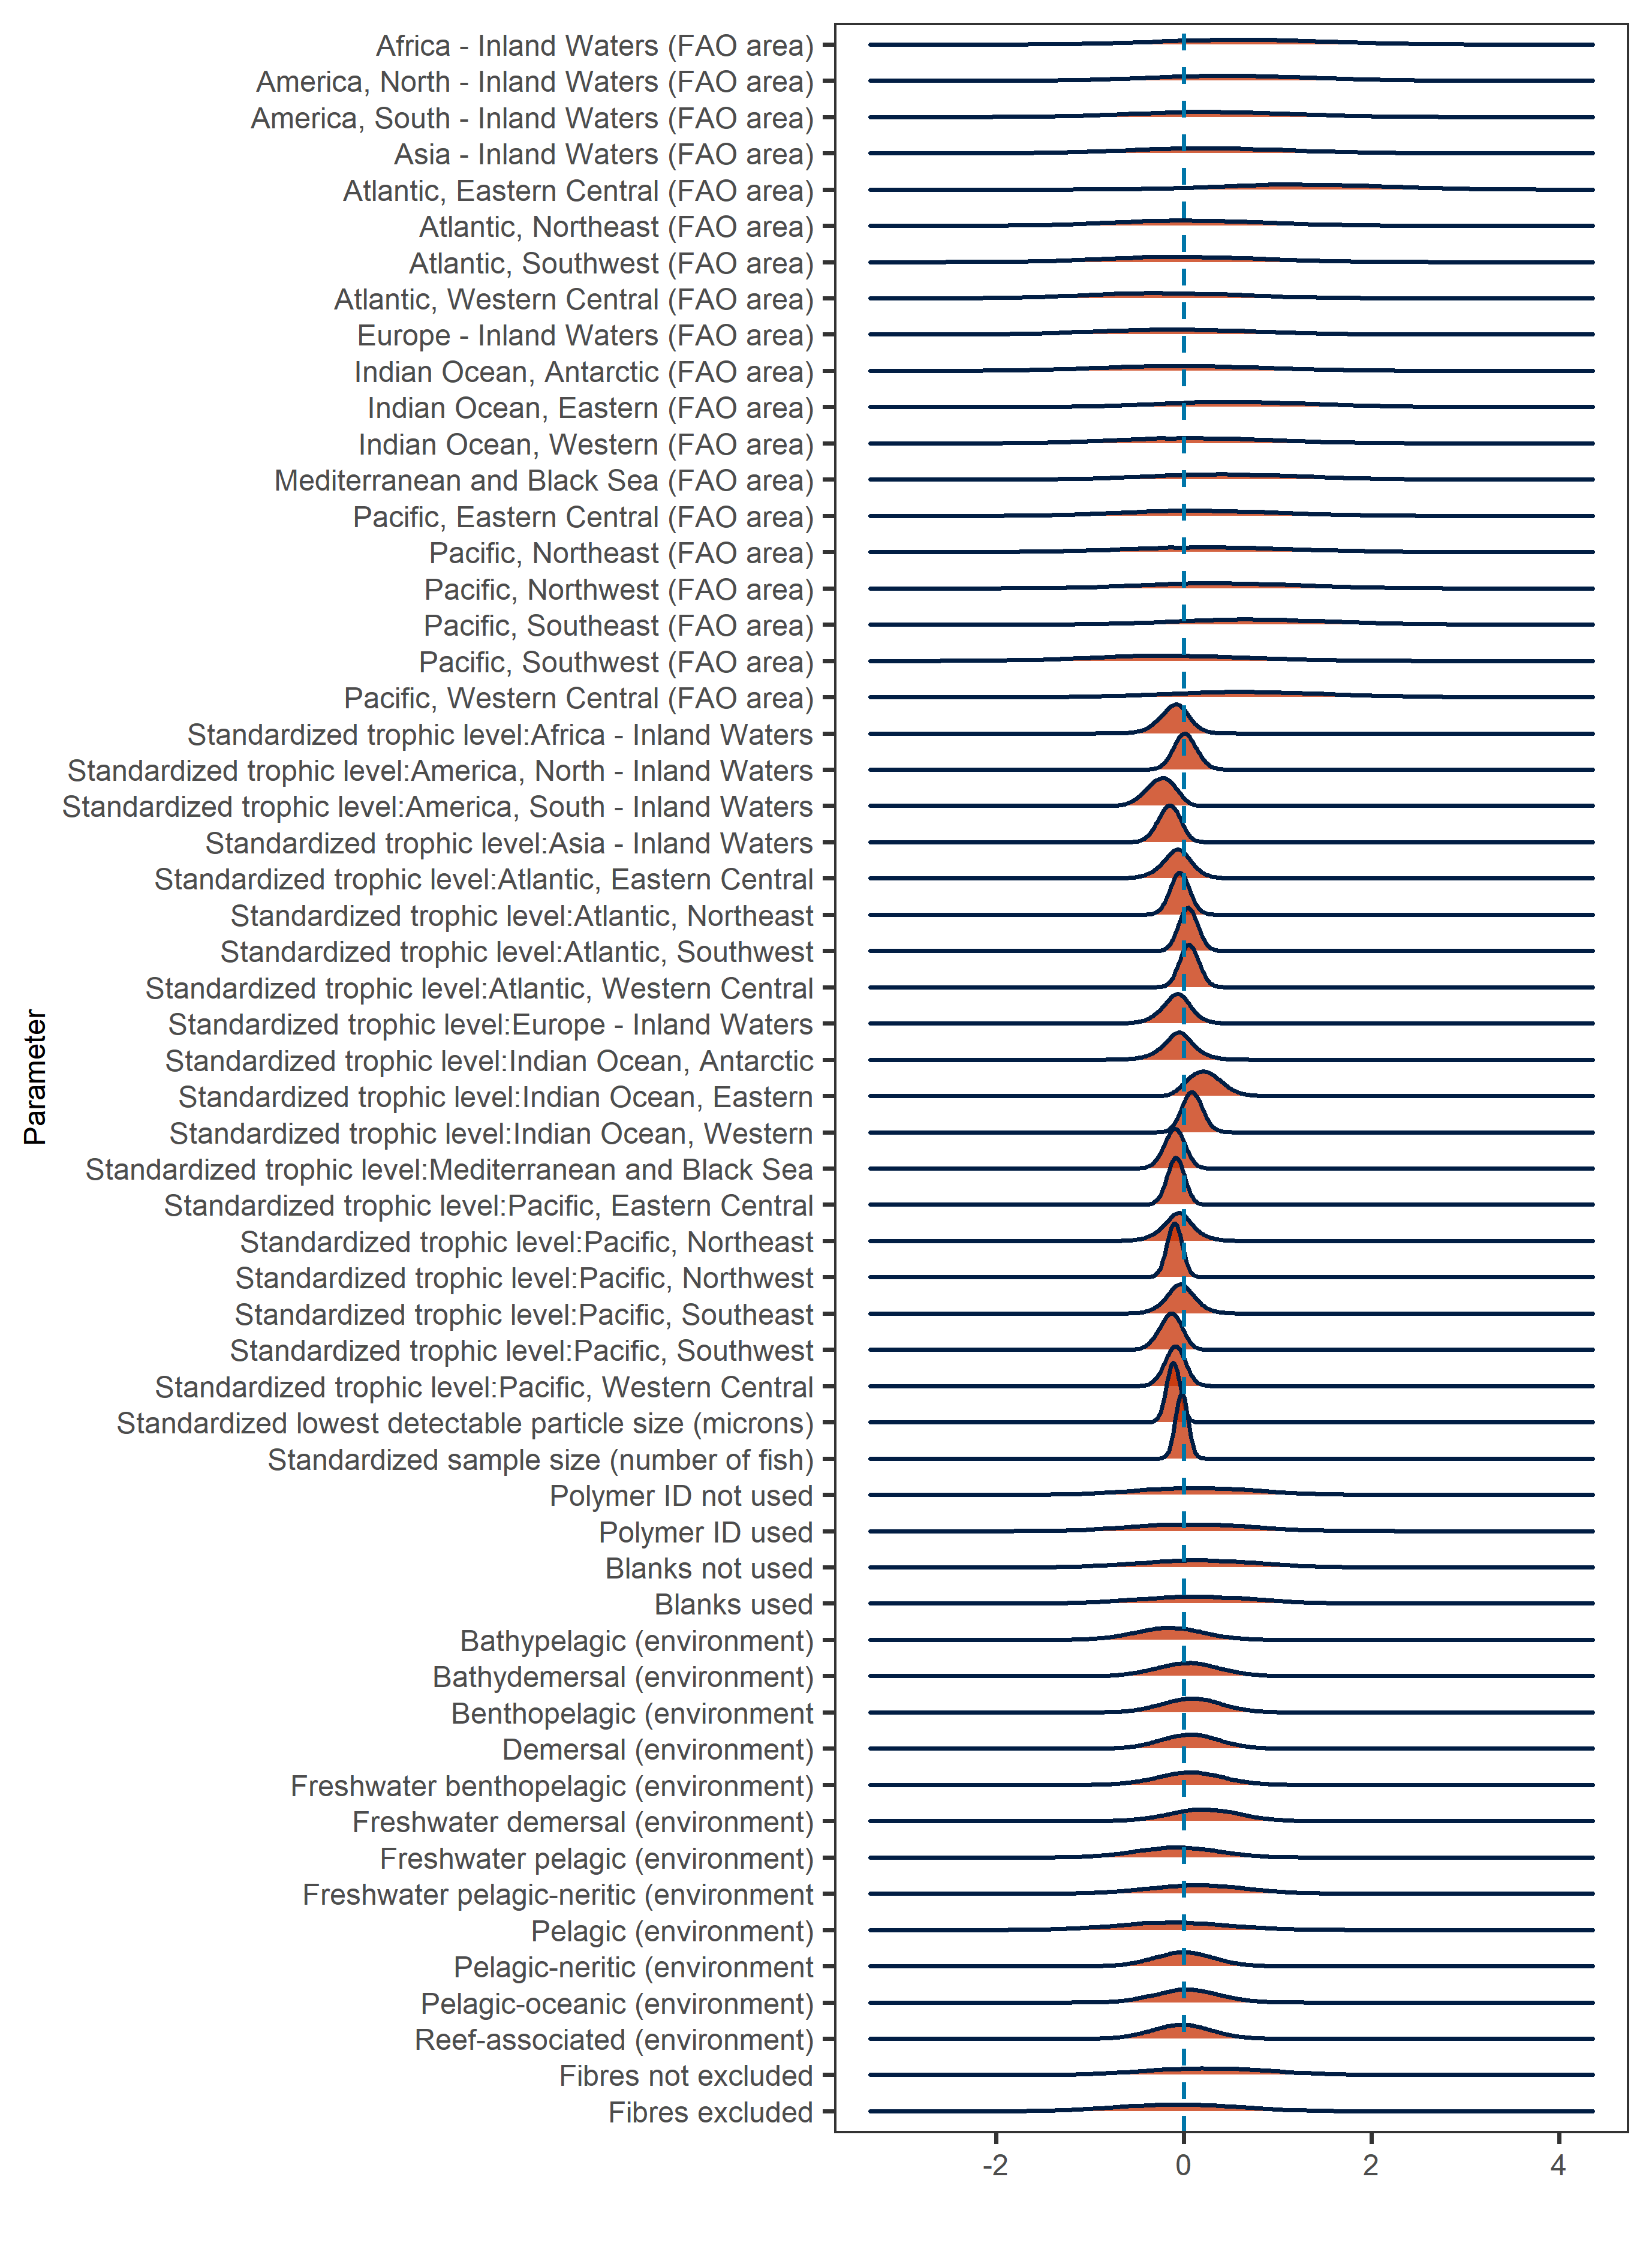 Africa - Inland Waters (FAO area)
America, North - Inland Waters (FAO area)
America, South - Inland Waters (FAO area)
Asia - Inland Waters (FAO area)
Atlantic, Eastern Central (FAO area)
Atlantic, Northeast (FAO area)
Atlantic, Southwest (FAO area)
Atlantic, Western Central (FAO area)
Europe - Inland Waters (FAO area)
Indian Ocean, Antarctic (FAO area)
Indian Ocean, Eastern (FAO area)
Indian Ocean, Western (FAO area)
Mediterranean and Black Sea (FAO area)
Pacific, Eastern Central (FAO area)
Pacific, Northeast (FAO area)
Pacific, Northwest (FAO area)
Pacific, Southeast (FAO area)
Pacific, Southwest (FAO area)
Pacific, Western Central (FAO area)
Standardized trophic level:Africa - Inland Waters
Standardized trophic level:America, North - Inland Waters
Standardized trophic level:America, South - Inland Waters
Standardized trophic level:Asia - Inland Waters
Standardized trophic level:Atlantic, Eastern Central
Standardized trophic level:Atlantic, Northeast
Standardized trophic level:Atlantic, Southwest
Standardized trophic level:Atlantic, Western Central
Standardized trophic level:Europe - Inland Waters
Standardized trophic level:Indian Ocean, Antarctic
Standardized trophic level:Indian Ocean, Eastern
Standardized trophic level:Indian Ocean, Western
Standardized trophic level:Mediterranean and Black Sea
Standardized trophic level:Pacific, Eastern Central
Standardized trophic level:Pacific, Northeast
Standardized trophic level:Pacific, Northwest
Standardized trophic level:Pacific, Southeast
Standardized trophic level:Pacific, Southwest
Standardized trophic level:Pacific, Western Central
Standardized lowest detectable particle size (microns)
Standardized sample size (number of fish)
Polymer ID not used
Polymer ID used
Blanks not used
Blanks used
Bathypelagic (environment)
Bathydemersal (environment)
Benthopelagic (environment
Demersal (environment)
Freshwater benthopelagic (environment)
Freshwater demersal (environment)
Freshwater pelagic (environment)
Freshwater pelagic-neritic (environment
Pelagic (environment)
Pelagic-neritic (environment
Pelagic-oceanic (environment)
Reef-associated (environment)
Fibres not excluded
Fibres excluded
Parameter
-2 0 2 4